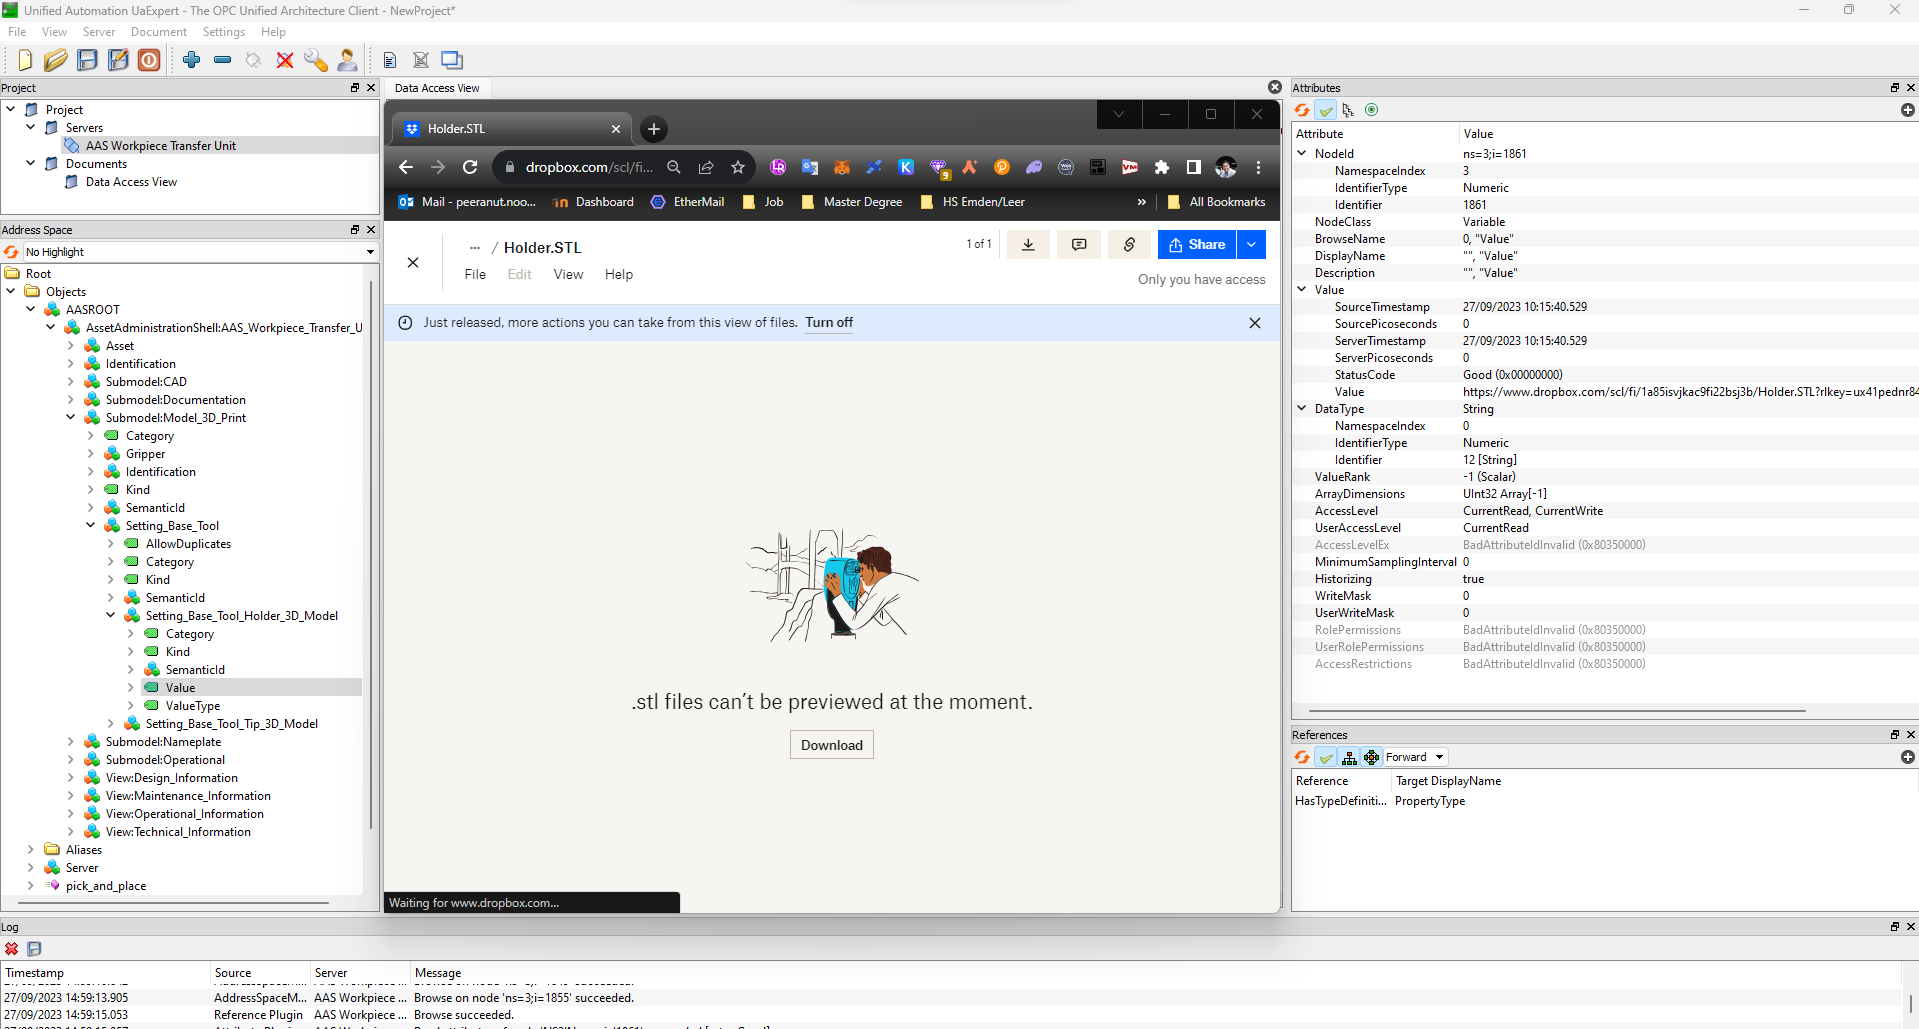 Unified Automation UaExpert - The OPC Unified Architecture Client - NewProject*
File View Server Document Settings Help
Project
Project
Servers
AAS Workpiece Transfer Unit
Documents
Data Access View
Address Space
No Highlight
Root
Objects
AASROOT
AssetAdministrationShell:AAS_Workpiece_Transfer_U
Asset
Identification
Submodel:CAD
Submodel:Documentation
Submodel:Model_3D_Print
Category
Gripper
Identification
Kind
SemanticId
Setting_Base_Tool
AllowDuplicates
Category
Kind
SemanticId
Setting_Base_Tool_Holder_3D_Model
Category
Kind
SemanticId
Value
ValueType
Setting_Base_Tool_Tip_3D_Model
Submodel:Nameplate
Submodel:Operational
View:Design_Information
View:Maintenance_Information
View:Operational_Information
View:Technical_Information
Aliases
Server
pick_and_place
Data Access View
Holder.STL
dropbox.com/scl/fi...
9
Mail - peeranut.noo... Dashboard EtherMail Job Master Degree HS Emden/Leer » All Bookmarks
... / Holder.STL
1 of 1
Share
File Edit View Help
Only you have access
Just released, more actions you can take from this view of files. Turn off
.stl files can't be previewed at the moment.
Download
Waiting for www.dropbox.com...
Attributes
Attribute Value
NodeId ns=3;i=1861
NamespaceIndex 3
IdentifierType Numeric
Identifier 1861
NodeClass Variable
BrowseName 0, "Value"
DisplayName "", "Value"
Description "", "Value"
Value
SourceTimestamp 27/09/2023 10:15:40.529
SourcePicoseconds 0
ServerTimestamp 27/09/2023 10:15:40.529
ServerPicoseconds 0
StatusCode Good (0x00000000)
Value https://www.dropbox.com/scl/fi/1a85isvjkac9fi22bsj3b/Holder.STL?rlkey=ux41pednr84
DataType String
NamespaceIndex 0
IdentifierType Numeric
Identifier 12 [String]
ValueRank -1 (Scalar)
ArrayDimensions UInt32 Array[-1]
AccessLevel CurrentRead, CurrentWrite
UserAccessLevel CurrentRead
AccessLevelEx BadAttributeIdInvalid (0x80350000)
MinimumSamplingInterval 0
Historizing true
WriteMask 0
UserWriteMask 0
RolePermissions BadAttributeIdInvalid (0x80350000)
UserRolePermissions BadAttributeIdInvalid (0x80350000)
AccessRestrictions BadAttributeIdInvalid (0x80350000)
References
Forward
Reference Target DisplayName
HasTypeDefiniti... PropertyType
Log
Timestamp Source Server Message
27/09/2023 14:59:13.905 AddressSpaceM... AAS Workpiece ... Browse on node 'ns=3;i=1855' succeeded.
27/09/2023 14:59:15.053 Reference Plugin AAS Workpiece ... Browse succeeded.